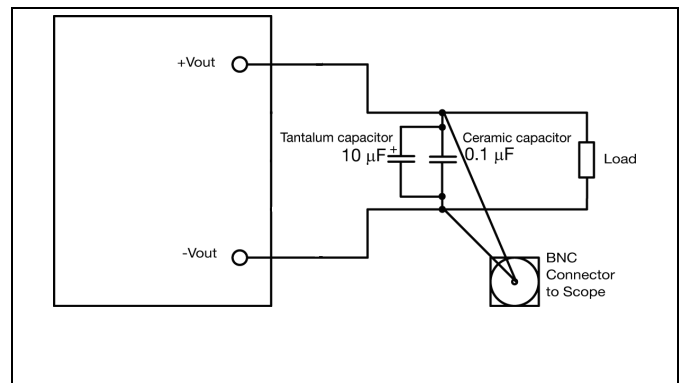 +Vout
Tantalum capacitor
10 µF
+
Ceramic capacitor
0.1 µF
Load
-Vout
BNC
Connector
to Scope